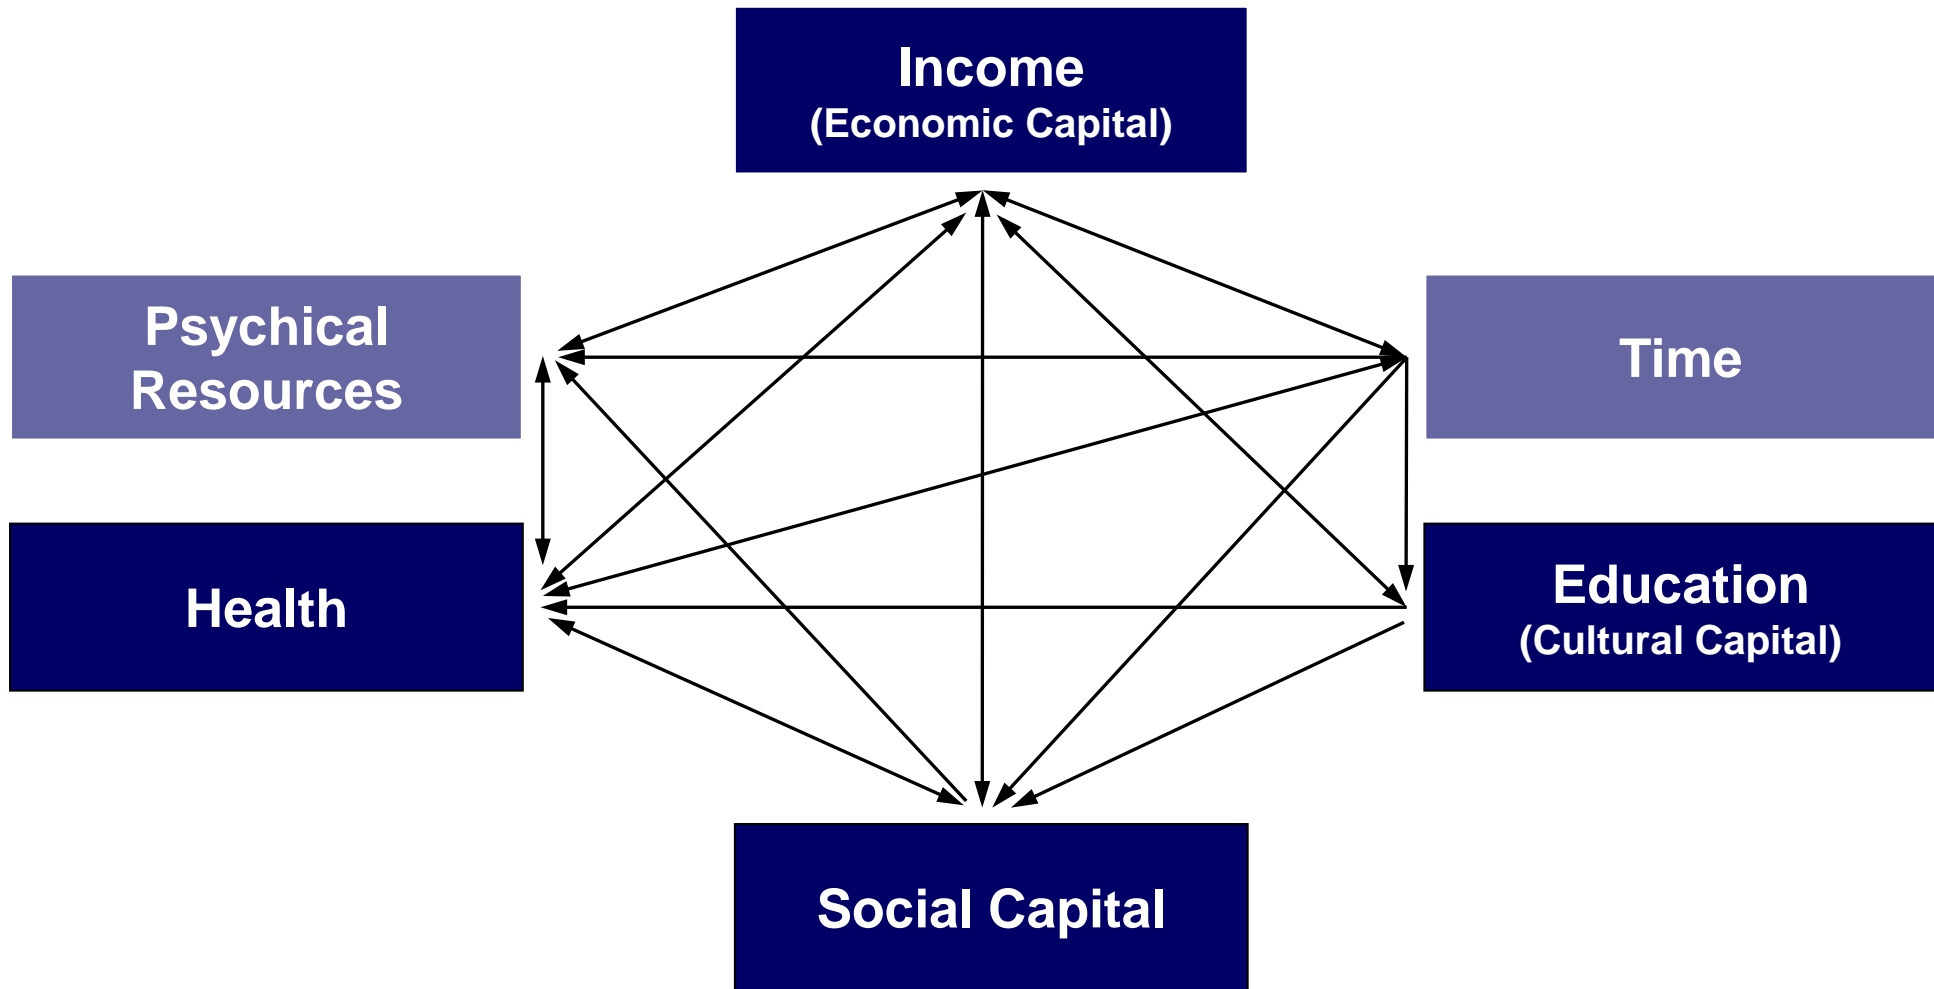 Income
(Economic Capital)
Psychical
Resources
Time
Health
Education
(Cultural Capital)
Social Capital